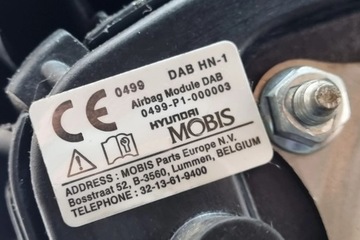 CE 0499 DAB HN-1
Airbag Module DAB
0499-P1-000003
HYUNDAI
MOBIS
ADDRESS : MOBIS Parts Europe N.V.
Bosstraat 52, B-3560, Lummen, BELGIUM
TELEPHONE : 32-13-61-9400